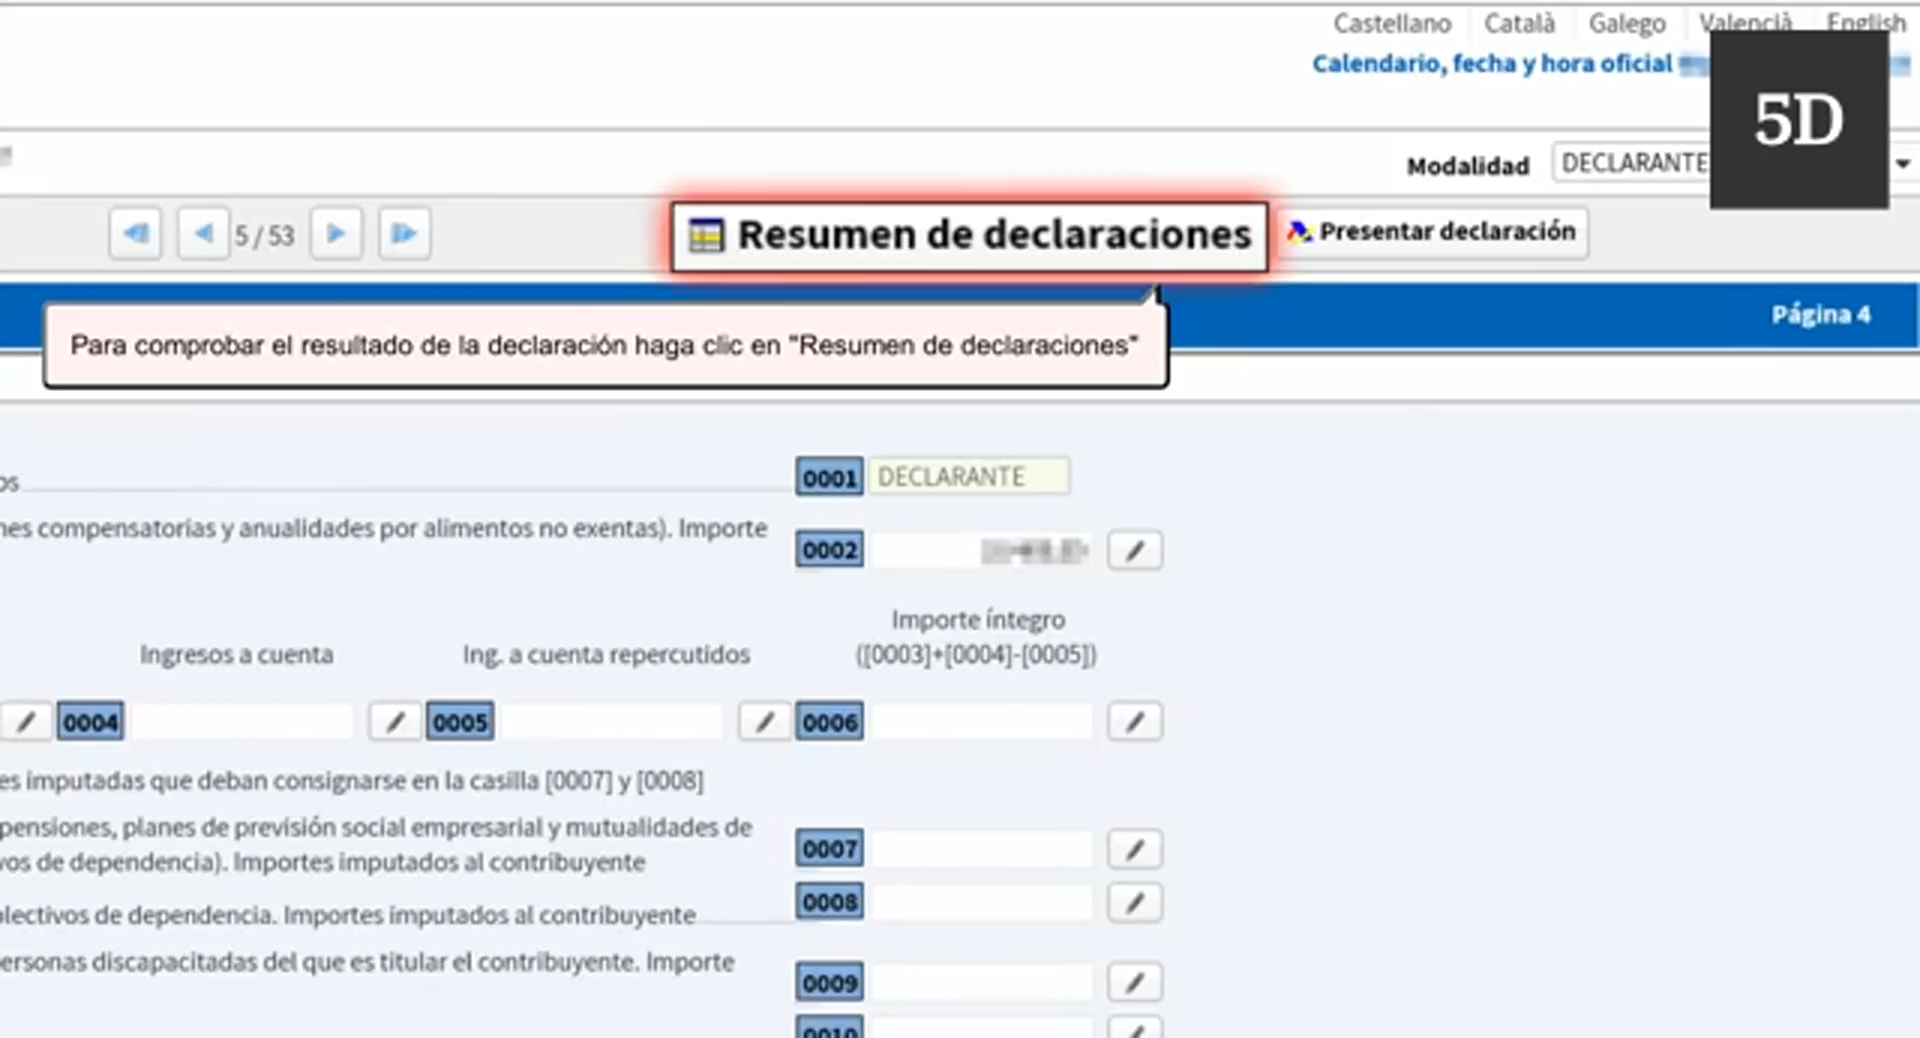 Castellano Català Galego Valencià English
Calendario, fecha y hora oficial
5D
Modalidad DECLARANTE
5 / 53
Resumen de declaraciones
Presentar declaración
Página 4
Para comprobar el resultado de la declaración haga clic en "Resumen de declaraciones"
os 0001 DECLARANTE
nes compensatorias y anualidades por alimentos no exentas). Importe
0002
Importe íntegro
Ingresos a cuenta Ing. a cuenta repercutidos ([0003]+[0004]-[0005])
0004 0005 0006
es imputadas que deban consignarse en la casilla [0007] y [0008]
pensiones, planes de previsión social empresarial y mutualidades de
vos de dependencia). Importes imputados al contribuyente
0007
olectivos de dependencia. Importes imputados al contribuyente 0008
ersonas discapacitadas del que es titular el contribuyente. Importe
0009
0010